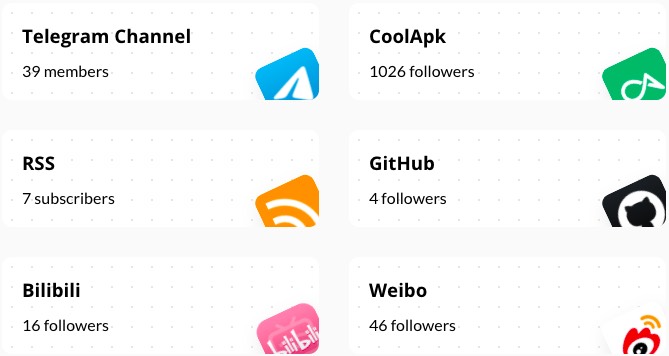 Telegram Channel
39 members
CoolApk
1026 followers
RSS
7 subscribers
GitHub
4 followers
Bilibili
16 followers
bilibili
Weibo
46 followers